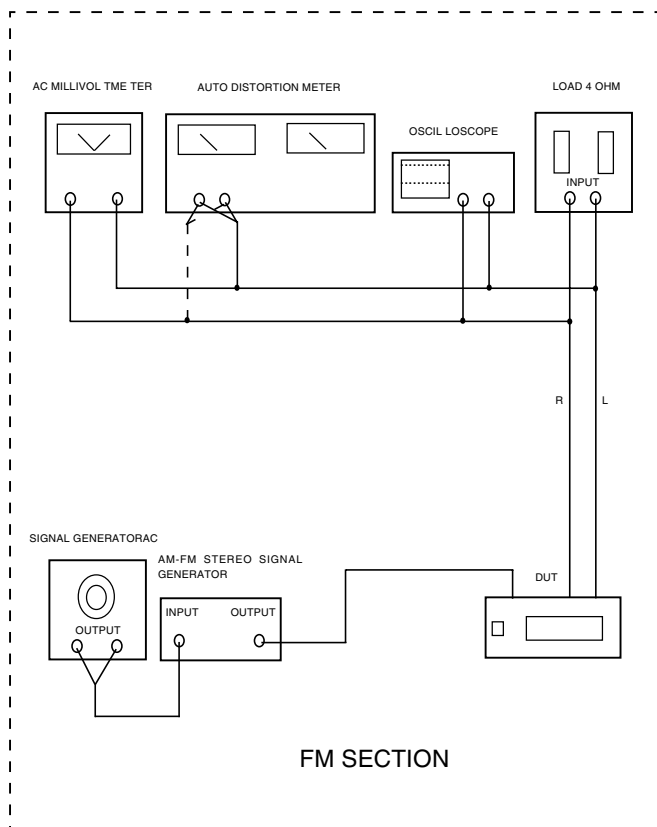 AC MILLIVOL TME TER
AUTO DISTORTION METER
OSCIL LOSCOPE
LOAD 4 OHM
INPUT
R
L
SIGNAL GENERATORAC
OUTPUT
AM-FM STEREO SIGNAL
GENERATOR
INPUT
OUTPUT
DUT
FM SECTION